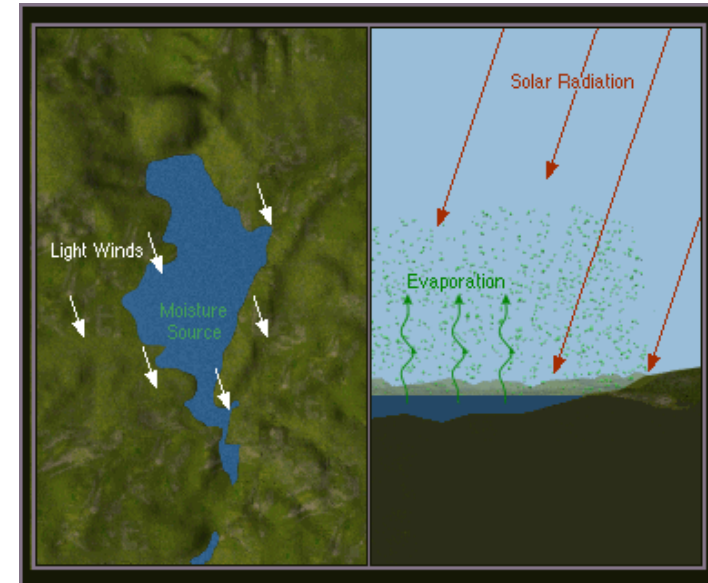 Light Winds
Moisture
Source
Solar Radiation
Evaporation